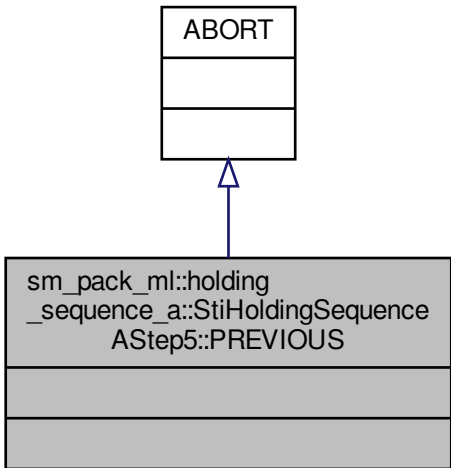 ABORT
sm_pack_ml::holding
_sequence_a::StiHoldingSequence
AStep5::PREVIOUS